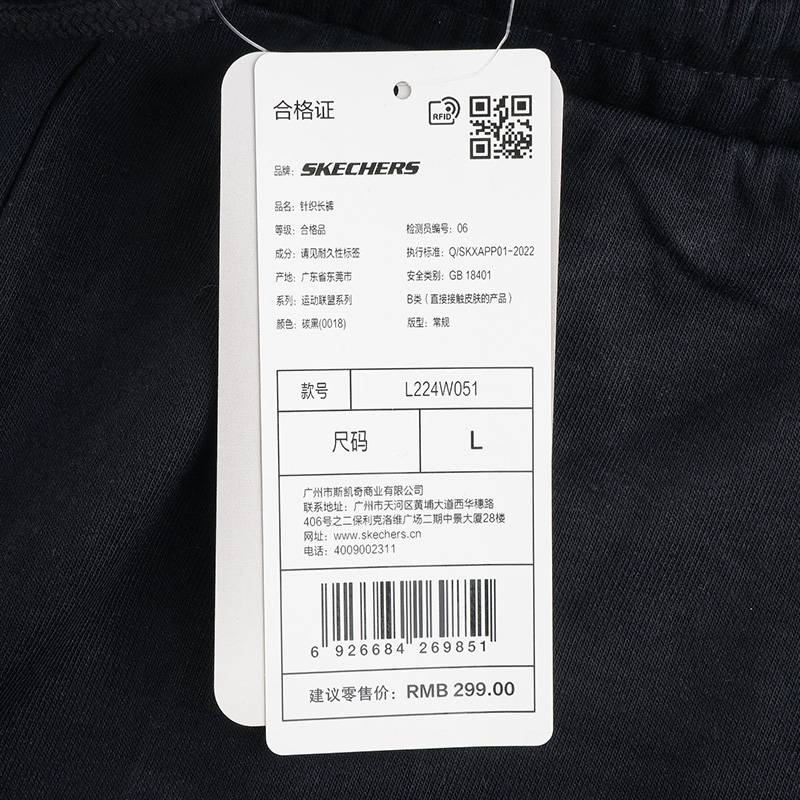 合格证
RFID
品牌: SKECHERS
品名: 针织长裤
等级: 合格品 检测员编号: 06
成分: 请见耐久性标签 执行标准: Q/SKXAPP01-2022
产地: 广东省东莞市 安全类别: GB 18401
系列: 运动联盟系列 B类（直接接触皮肤的产品）
颜色: 碳黑(0018) 版型: 常规
款号 L224W051
尺码 L
广州市斯凯奇商业有限公司
联系地址: 广州市天河区黄埔大道西华穗路
406号之二保利克洛维广场二期中景大厦28楼
网址: www.skechers.cn
电话: 4009002311
6 926684 269851
建议零售价: RMB 299.00